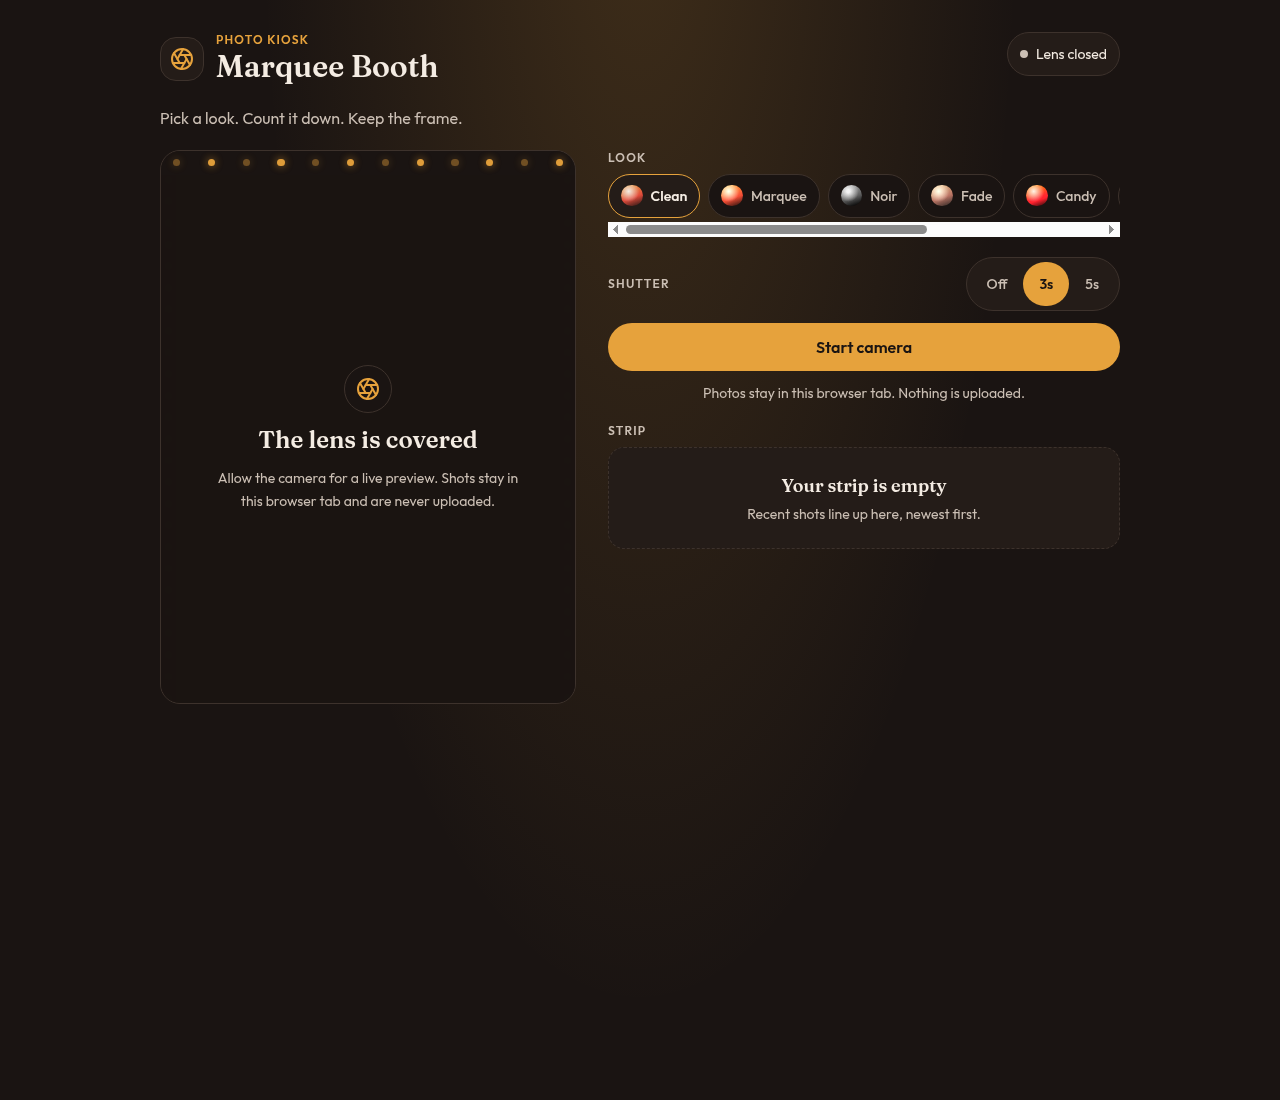 PHOTO KIOSK
Marquee Booth
Lens closed
Pick a look. Count it down. Keep the frame.
The lens is covered
Allow the camera for a live preview. Shots stay in
this browser tab and are never uploaded.
LOOK
Clean
Marquee
Noir
Fade
Candy
SHUTTER
Off
3s
5s
Start camera
Photos stay in this browser tab. Nothing is uploaded.
STRIP
Your strip is empty
Recent shots line up here, newest first.